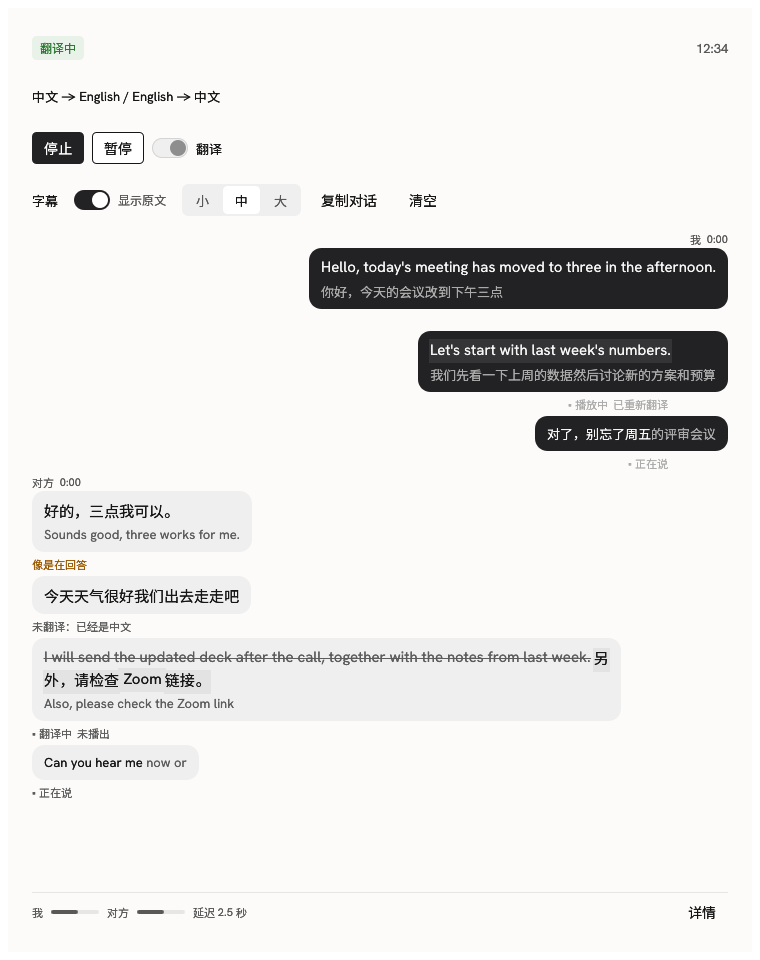 翻译中
12:34
中文 → English / English → 中文
停止 暂停 翻译
字幕 显示原文 小 中 大 复制对话 清空
我 0:00
Hello, today's meeting has moved to three in the afternoon.
你好，今天的会议改到下午三点
Let's start with last week's numbers.
我们先看一下上周的数据然后讨论新的方案和预算
• 播放中 已重新翻译
对了，别忘了周五的评审会议
• 正在说
对方 0:00
好的，三点我可以。
Sounds good, three works for me.
像是在回答
今天天气很好我们出去走走吧
未翻译：已经是中文
I will send the updated deck after the call, together with the notes from last week. 另
外，请检查 Zoom 链接。
Also, please check the Zoom link
• 翻译中 未播出
Can you hear me now or
• 正在说
我 对方 延迟 2.5 秒 详情